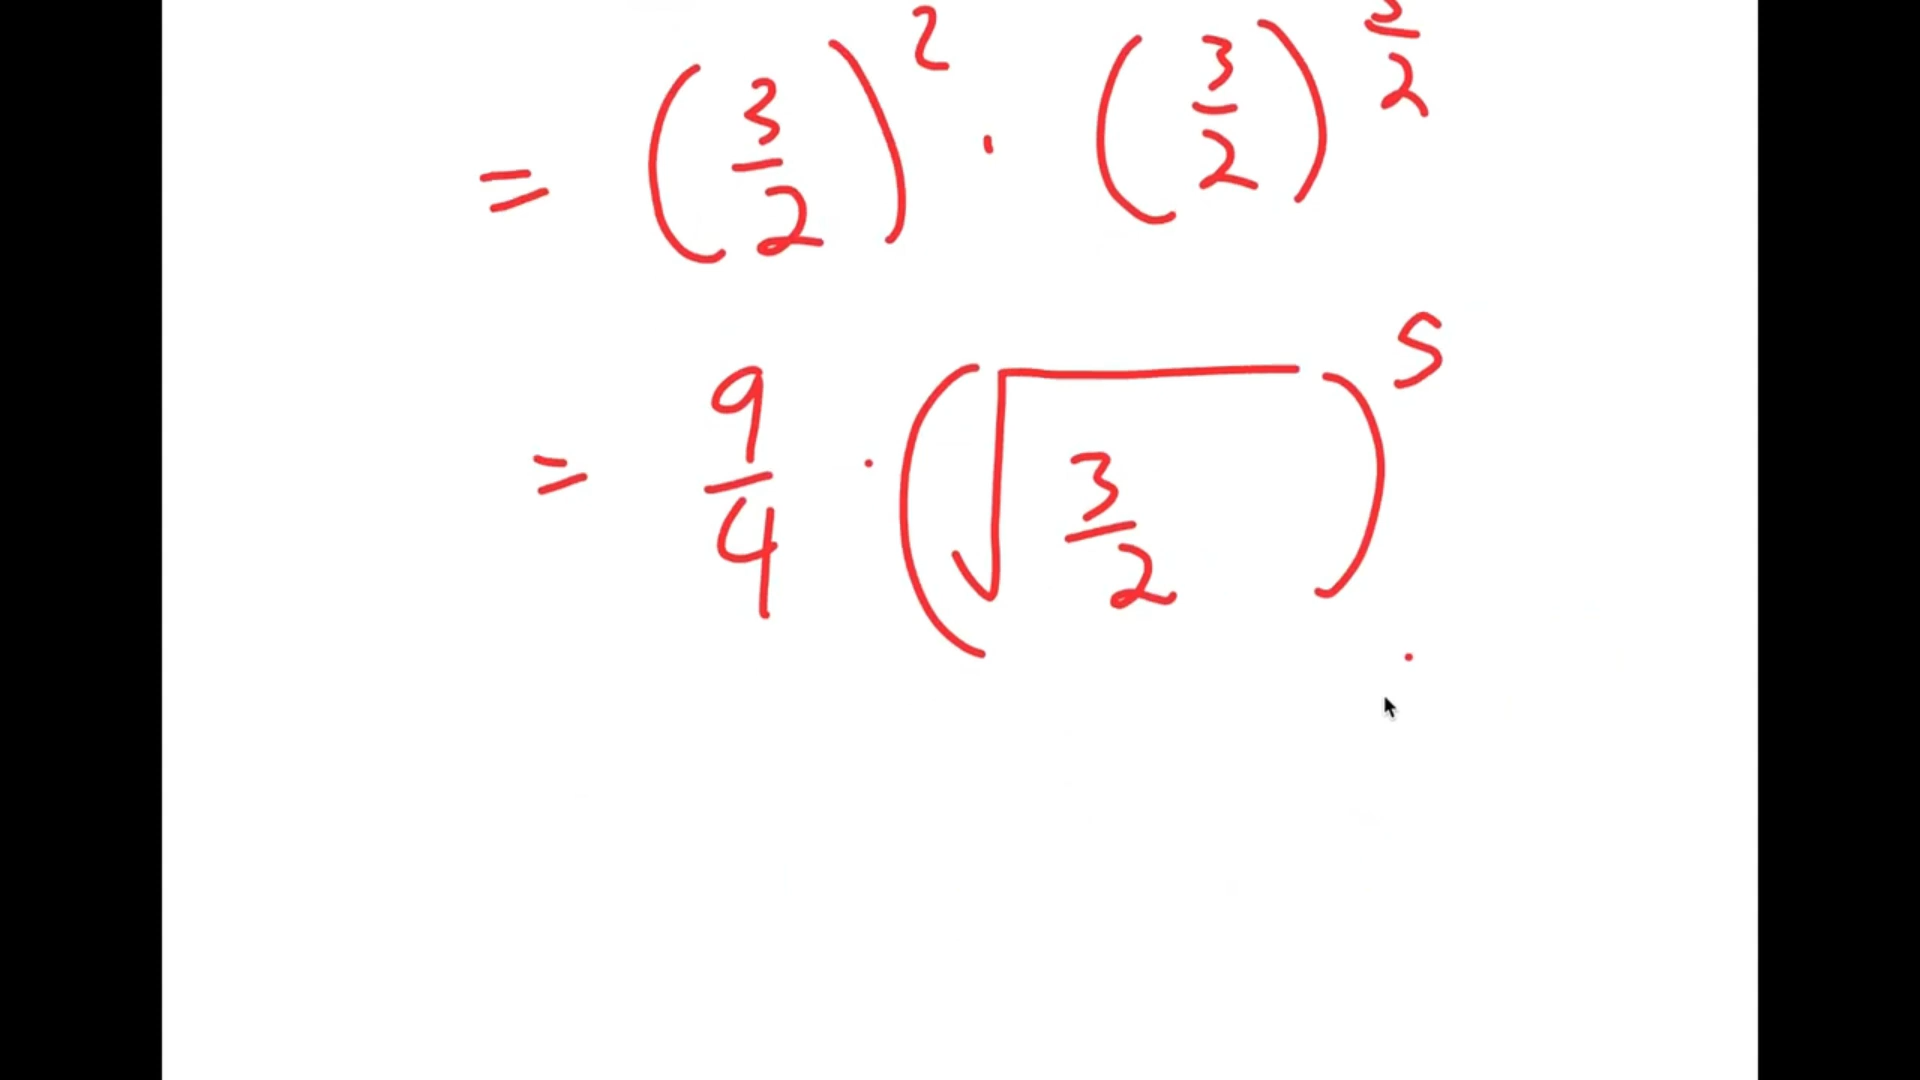 = (3/2)^2 · (3/2)^{5/2}
= 9/4 · (√(3/2))^5 .